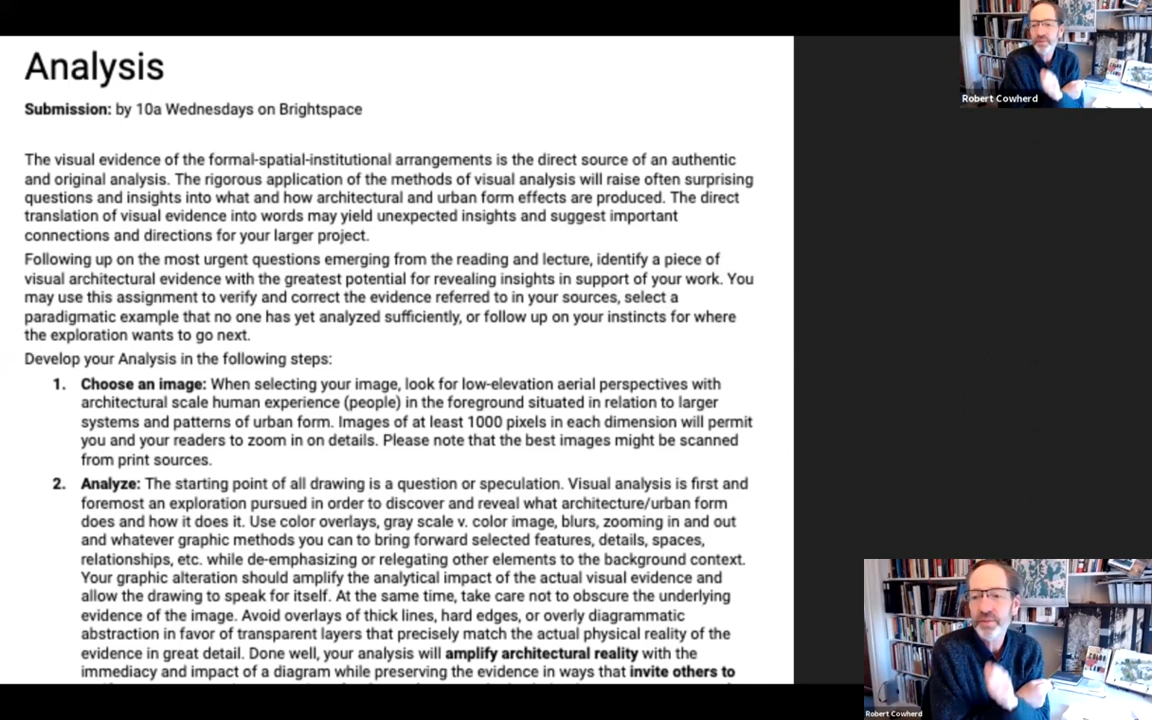 Analysis
Submission: by 10a Wednesdays on Brightspace
The visual evidence of the formal-spatial-institutional arrangements is the direct source of an authentic
and original analysis. The rigorous application of the methods of visual analysis will raise often surprising
questions and insights into what and how architectural and urban form effects are produced. The direct
translation of visual evidence into words may yield unexpected insights and suggest important
connections and directions for your larger project.
Following up on the most urgent questions emerging from the reading and lecture, identify a piece of
visual architectural evidence with the greatest potential for revealing insights in support of your work. You
may use this assignment to verify and correct the evidence referred to in your sources, select a
paradigmatic example that no one has yet analyzed sufficiently, or follow up on your instincts for where
the exploration wants to go next.
Develop your Analysis in the following steps:
1. Choose an image: When selecting your image, look for low-elevation aerial perspectives with
architectural scale human experience (people) in the foreground situated in relation to larger
systems and patterns of urban form. Images of at least 1000 pixels in each dimension will permit
you and your readers to zoom in on details. Please note that the best images might be scanned
from print sources.
2. Analyze: The starting point of all drawing is a question or speculation. Visual analysis is first and
foremost an exploration pursued in order to discover and reveal what architecture/urban form
does and how it does it. Use color overlays, gray scale v. color image, blurs, zooming in and out
and whatever graphic methods you can to bring forward selected features, details, spaces,
relationships, etc. while de-emphasizing or relegating other elements to the background context.
Your graphic alteration should amplify the analytical impact of the actual visual evidence and
allow the drawing to speak for itself. At the same time, take care not to obscure the underlying
evidence of the image. Avoid overlays of thick lines, hard edges, or overly diagrammatic
abstraction in favor of transparent layers that precisely match the actual physical reality of the
evidence in great detail. Done well, your analysis will amplify architectural reality with the
immediacy and impact of a diagram while preserving the evidence in ways that invite others to
Robert Cowherd
Robert Cowherd